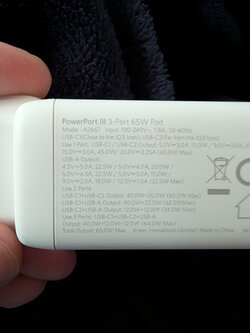 PowerPort III 3-Port 65W Pod
Model: A2667 Input: 100-240V~, 1.8A, 50-60Hz
USB-C1(Close to the IQ3 Icon); USB-C2(Far from the IQ3 Icon)
Use 1 Port: USB-C1 / USB-C2 Output: 5.0V=3.0A, 9.0V=3.0A,
15.0V=3.0A, 20.0V=3.25A (65.0W Max)
USB-A Output:
4.5V=5.0A, 22.5W / 5.0V=4.0A, 20.0W /
5.0V=4.5A, 22.5W / 5.0V=3.0A, 15.0W /
9.0V=2.0A, 18.0W / 12.0V=1.5A (22.5W Max)
Use 2 Ports:
USB-C1+USB-C2 Output: 45.0W+20.0W (65.0W Max)
USB-C1+USB-A Output: 40.0W+22.5W (62.5W Max)
USB-C2+USB-A Output: 12.0W+12.0W (24.0W Max)
Use 3 Ports: USB-C1+USB-C2+USB-A
Output: 40.0W+12.0W+12.0W (64.0W Max)
Total Output: 65.0W Max Anker Innovations Limited | Made in China